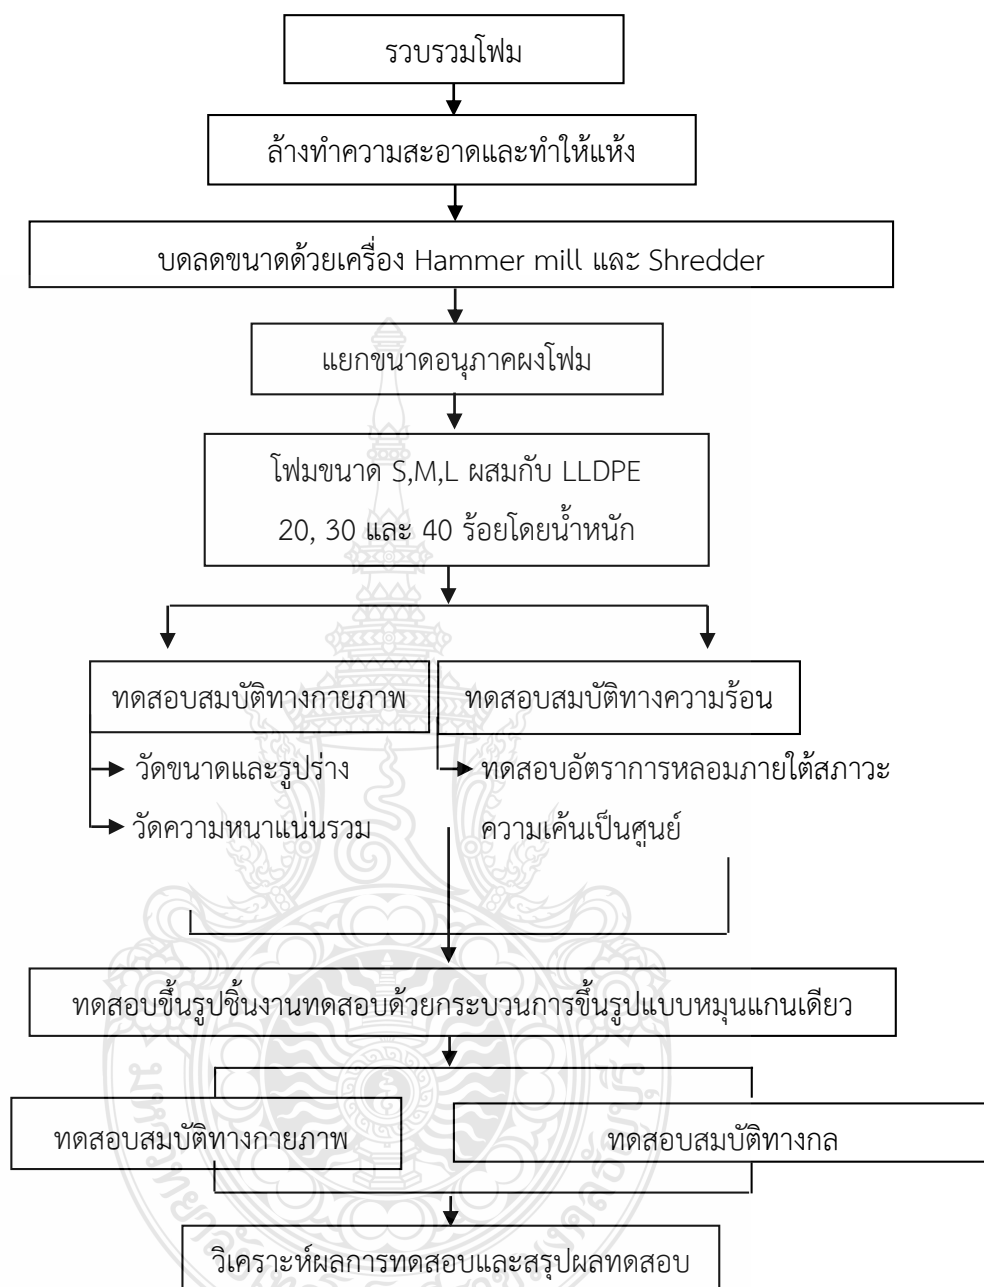 รวบรวมโฟม
ล้างทำความสะอาดและทำให้แห้ง
บดลดขนาดด้วยเครื่อง Hammer mill และ Shredder
แยกขนาดอนุภาคผงโฟม
โฟมขนาด S,M,L ผสมกับ LLDPE
20, 30 และ 40 ร้อยโดยน้ำหนัก
ทดสอบสมบัติทางกายภาพ
ทดสอบสมบัติทางความร้อน
วัดขนาดและรูปร่าง
วัดความหนาแน่นรวม
ทดสอบอัตราการหลอมภายใต้สภาวะ
ความเค้นเป็นศูนย์
ทดสอบขึ้นรูปชิ้นงานทดสอบด้วยกระบวนการขึ้นรูปแบบหมุนแกนเดียว
ทดสอบสมบัติทางกายภาพ
ทดสอบสมบัติทางกล
วิเคราะห์ผลการทดสอบและสรุปผลทดสอบ